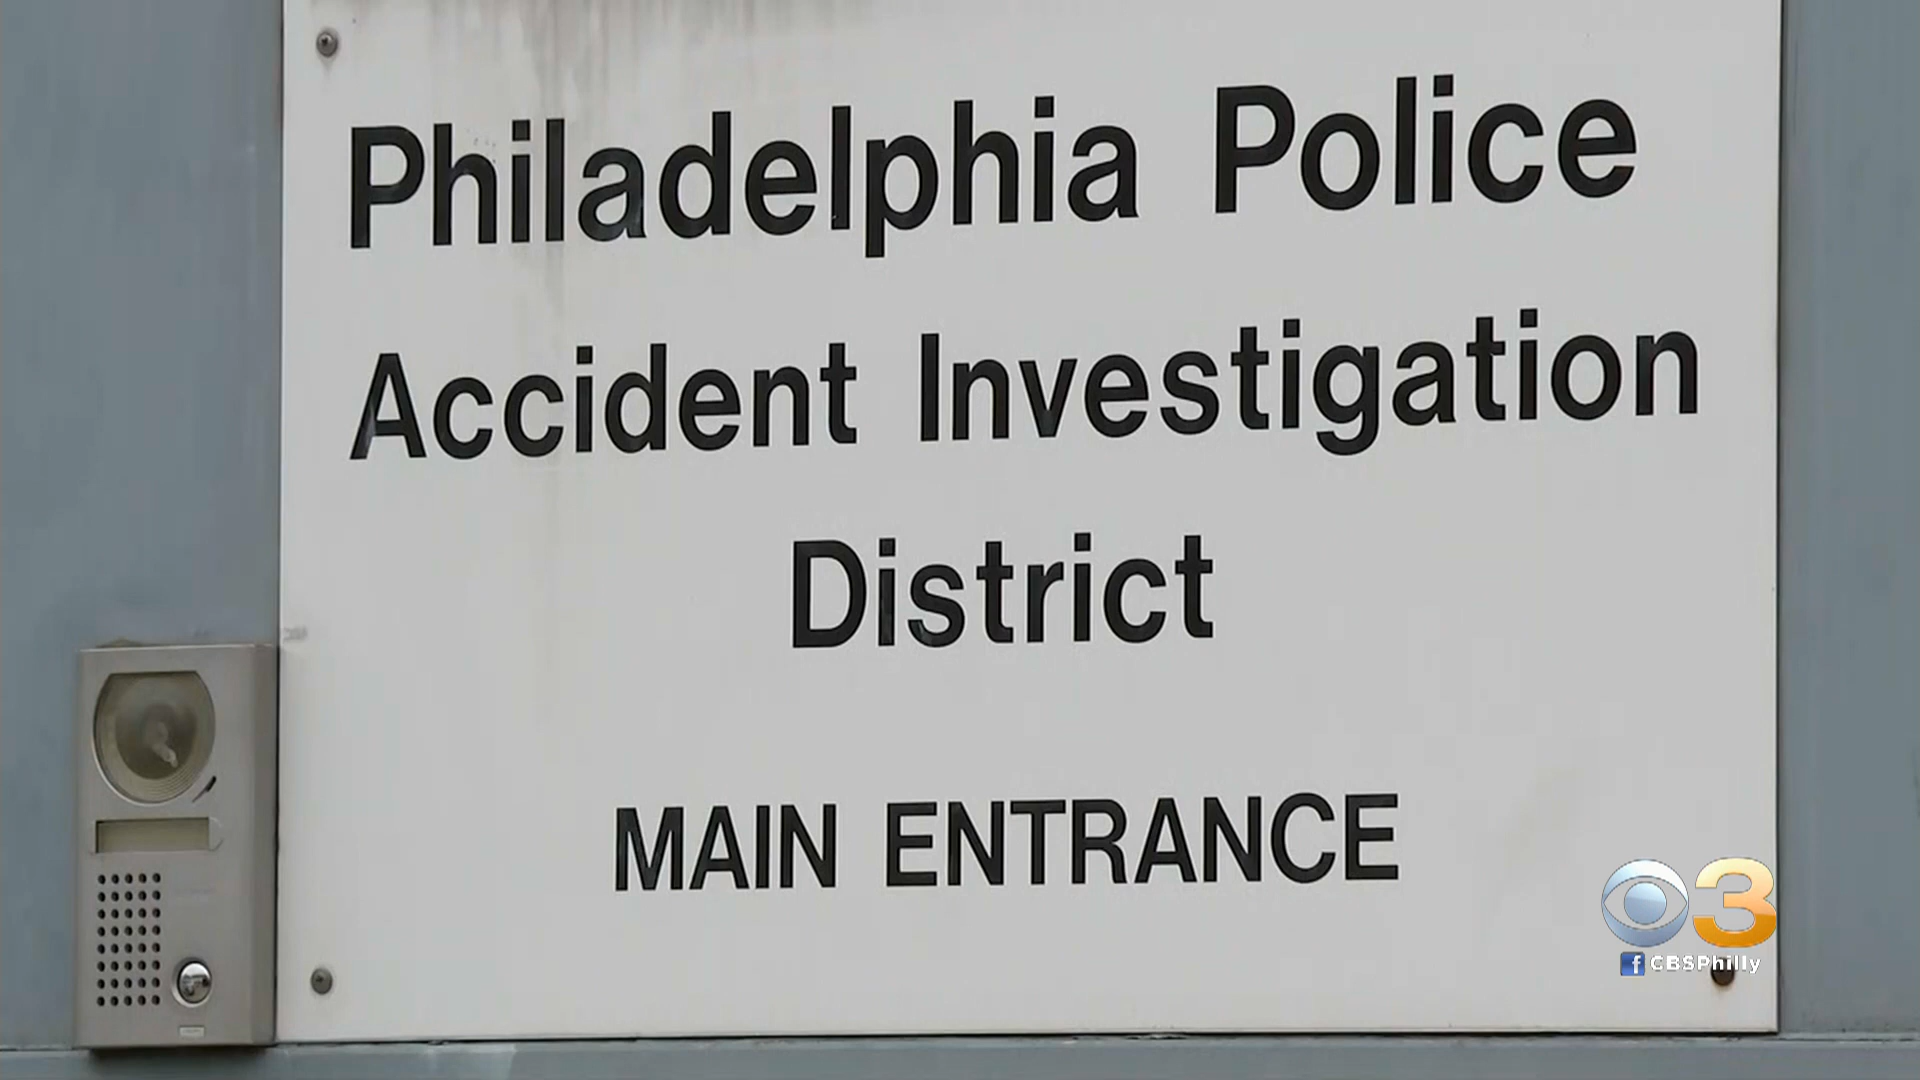 Philadelphia Police
Accident Investigation
District
MAIN ENTRANCE
3
f CBSPhilly